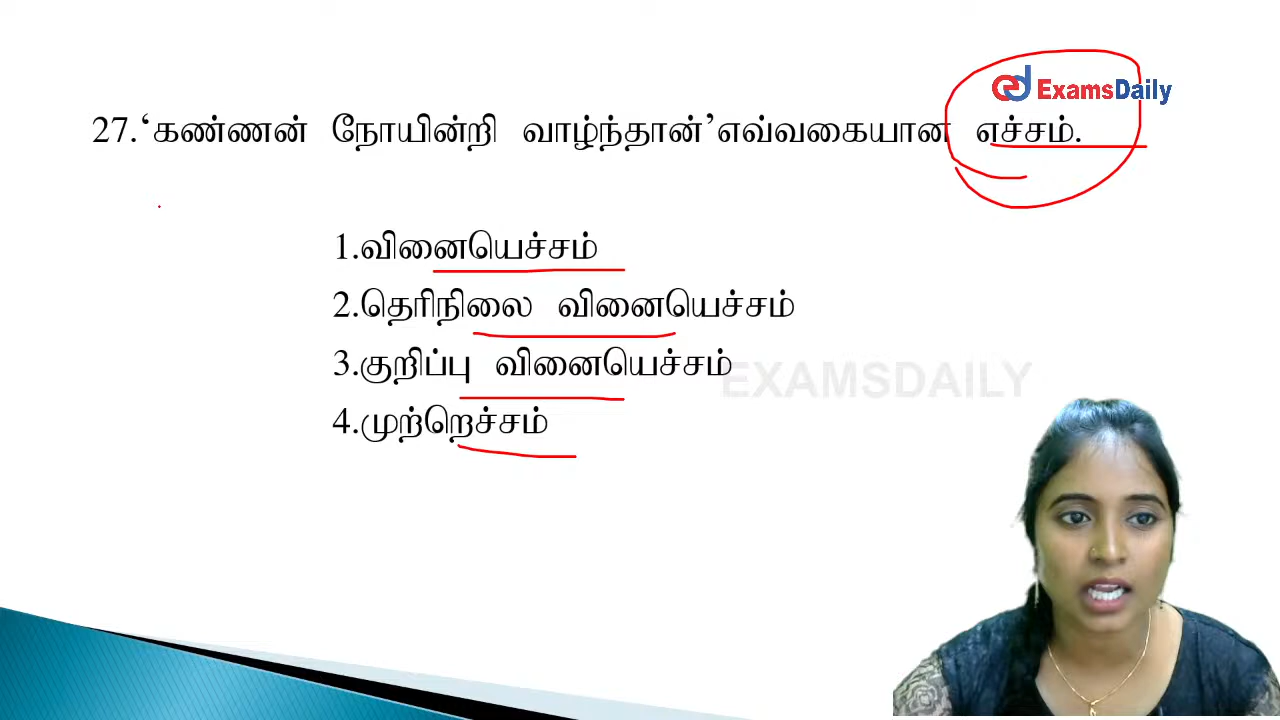 ExamsDaily
27.‘கண்ணன் நோயின்றி வாழ்ந்தான்’எவ்வகையான எச்சம்.
1.வினையெச்சம்
2.தெரிநிலை வினையெச்சம்
3.குறிப்பு வினையெச்சம்
EXAMSDAILY
4.முற்றெச்சம்